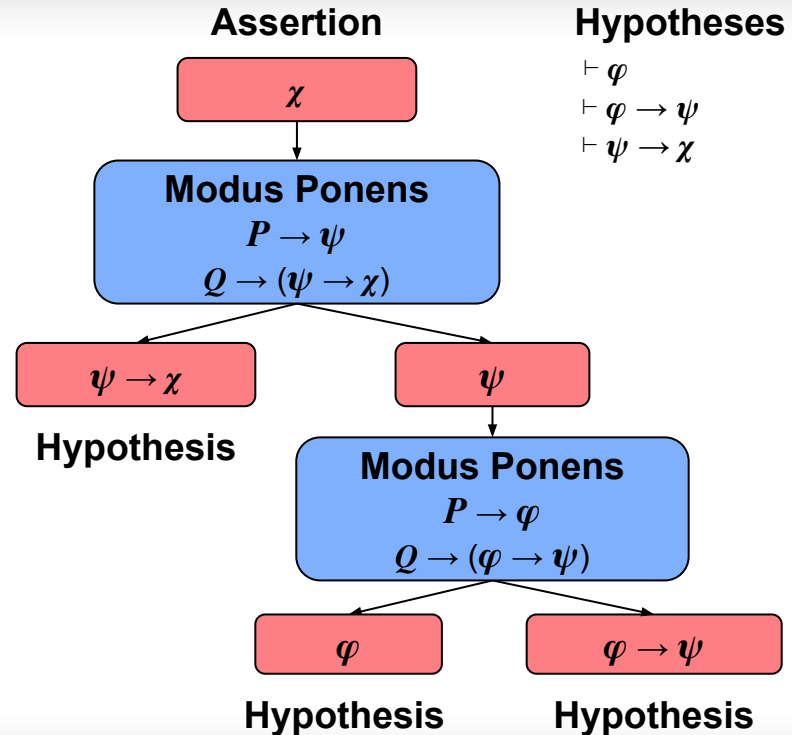 Assertion
Hypotheses
χ
⊢ φ
⊢ φ → ψ
⊢ ψ → χ
Modus Ponens
P → ψ
Q → (ψ → χ)
ψ → χ
ψ
Hypothesis
Modus Ponens
P → φ
Q → (φ → ψ)
φ
φ → ψ
Hypothesis
Hypothesis